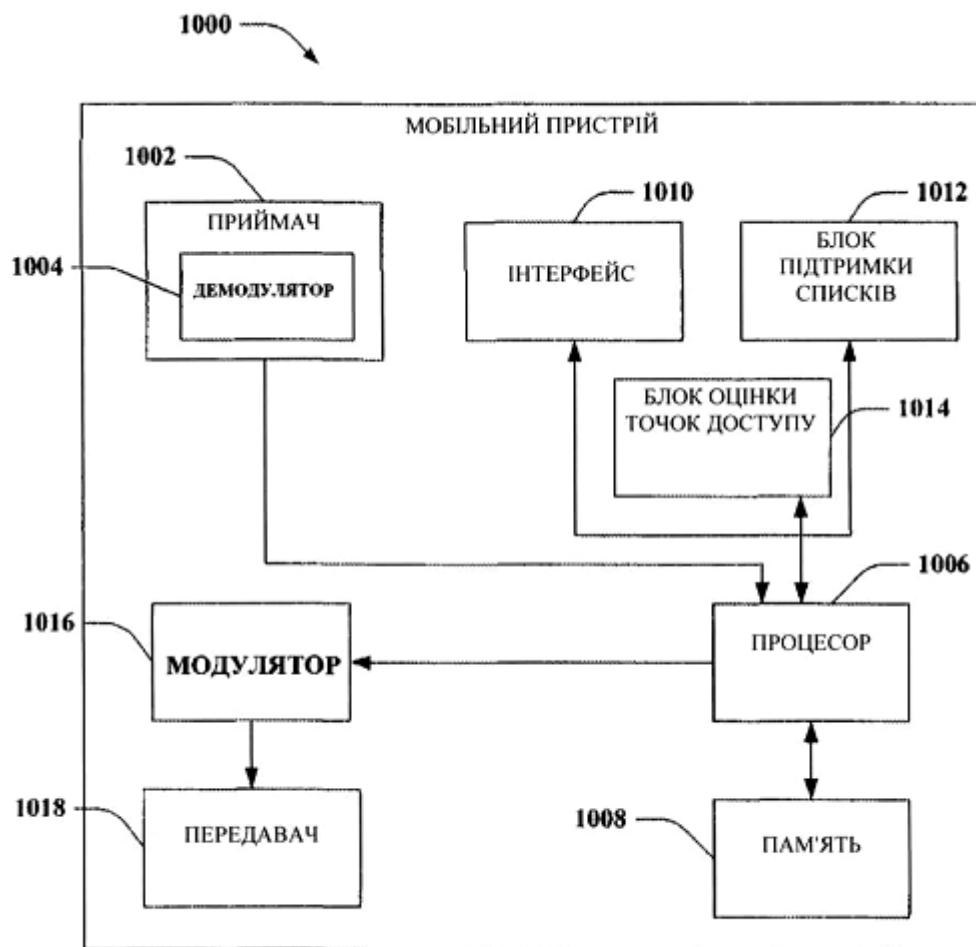 1000
МОБІЛЬНИЙ ПРИСТРІЙ
1002
ПРИЙМАЧ
1004
ДЕМОДУЛЯТОР
1010
ІНТЕРФЕЙС
1012
БЛОК
ПІДТРИМКИ
СПИСКІВ
БЛОК ОЦІНКИ
ТОЧОК ДОСТУПУ
1014
1006
ПРОЦЕСОР
1016
МОДУЛЯТОР
1018
ПЕРЕДАВАЧ
1008
ПАМ'ЯТЬ